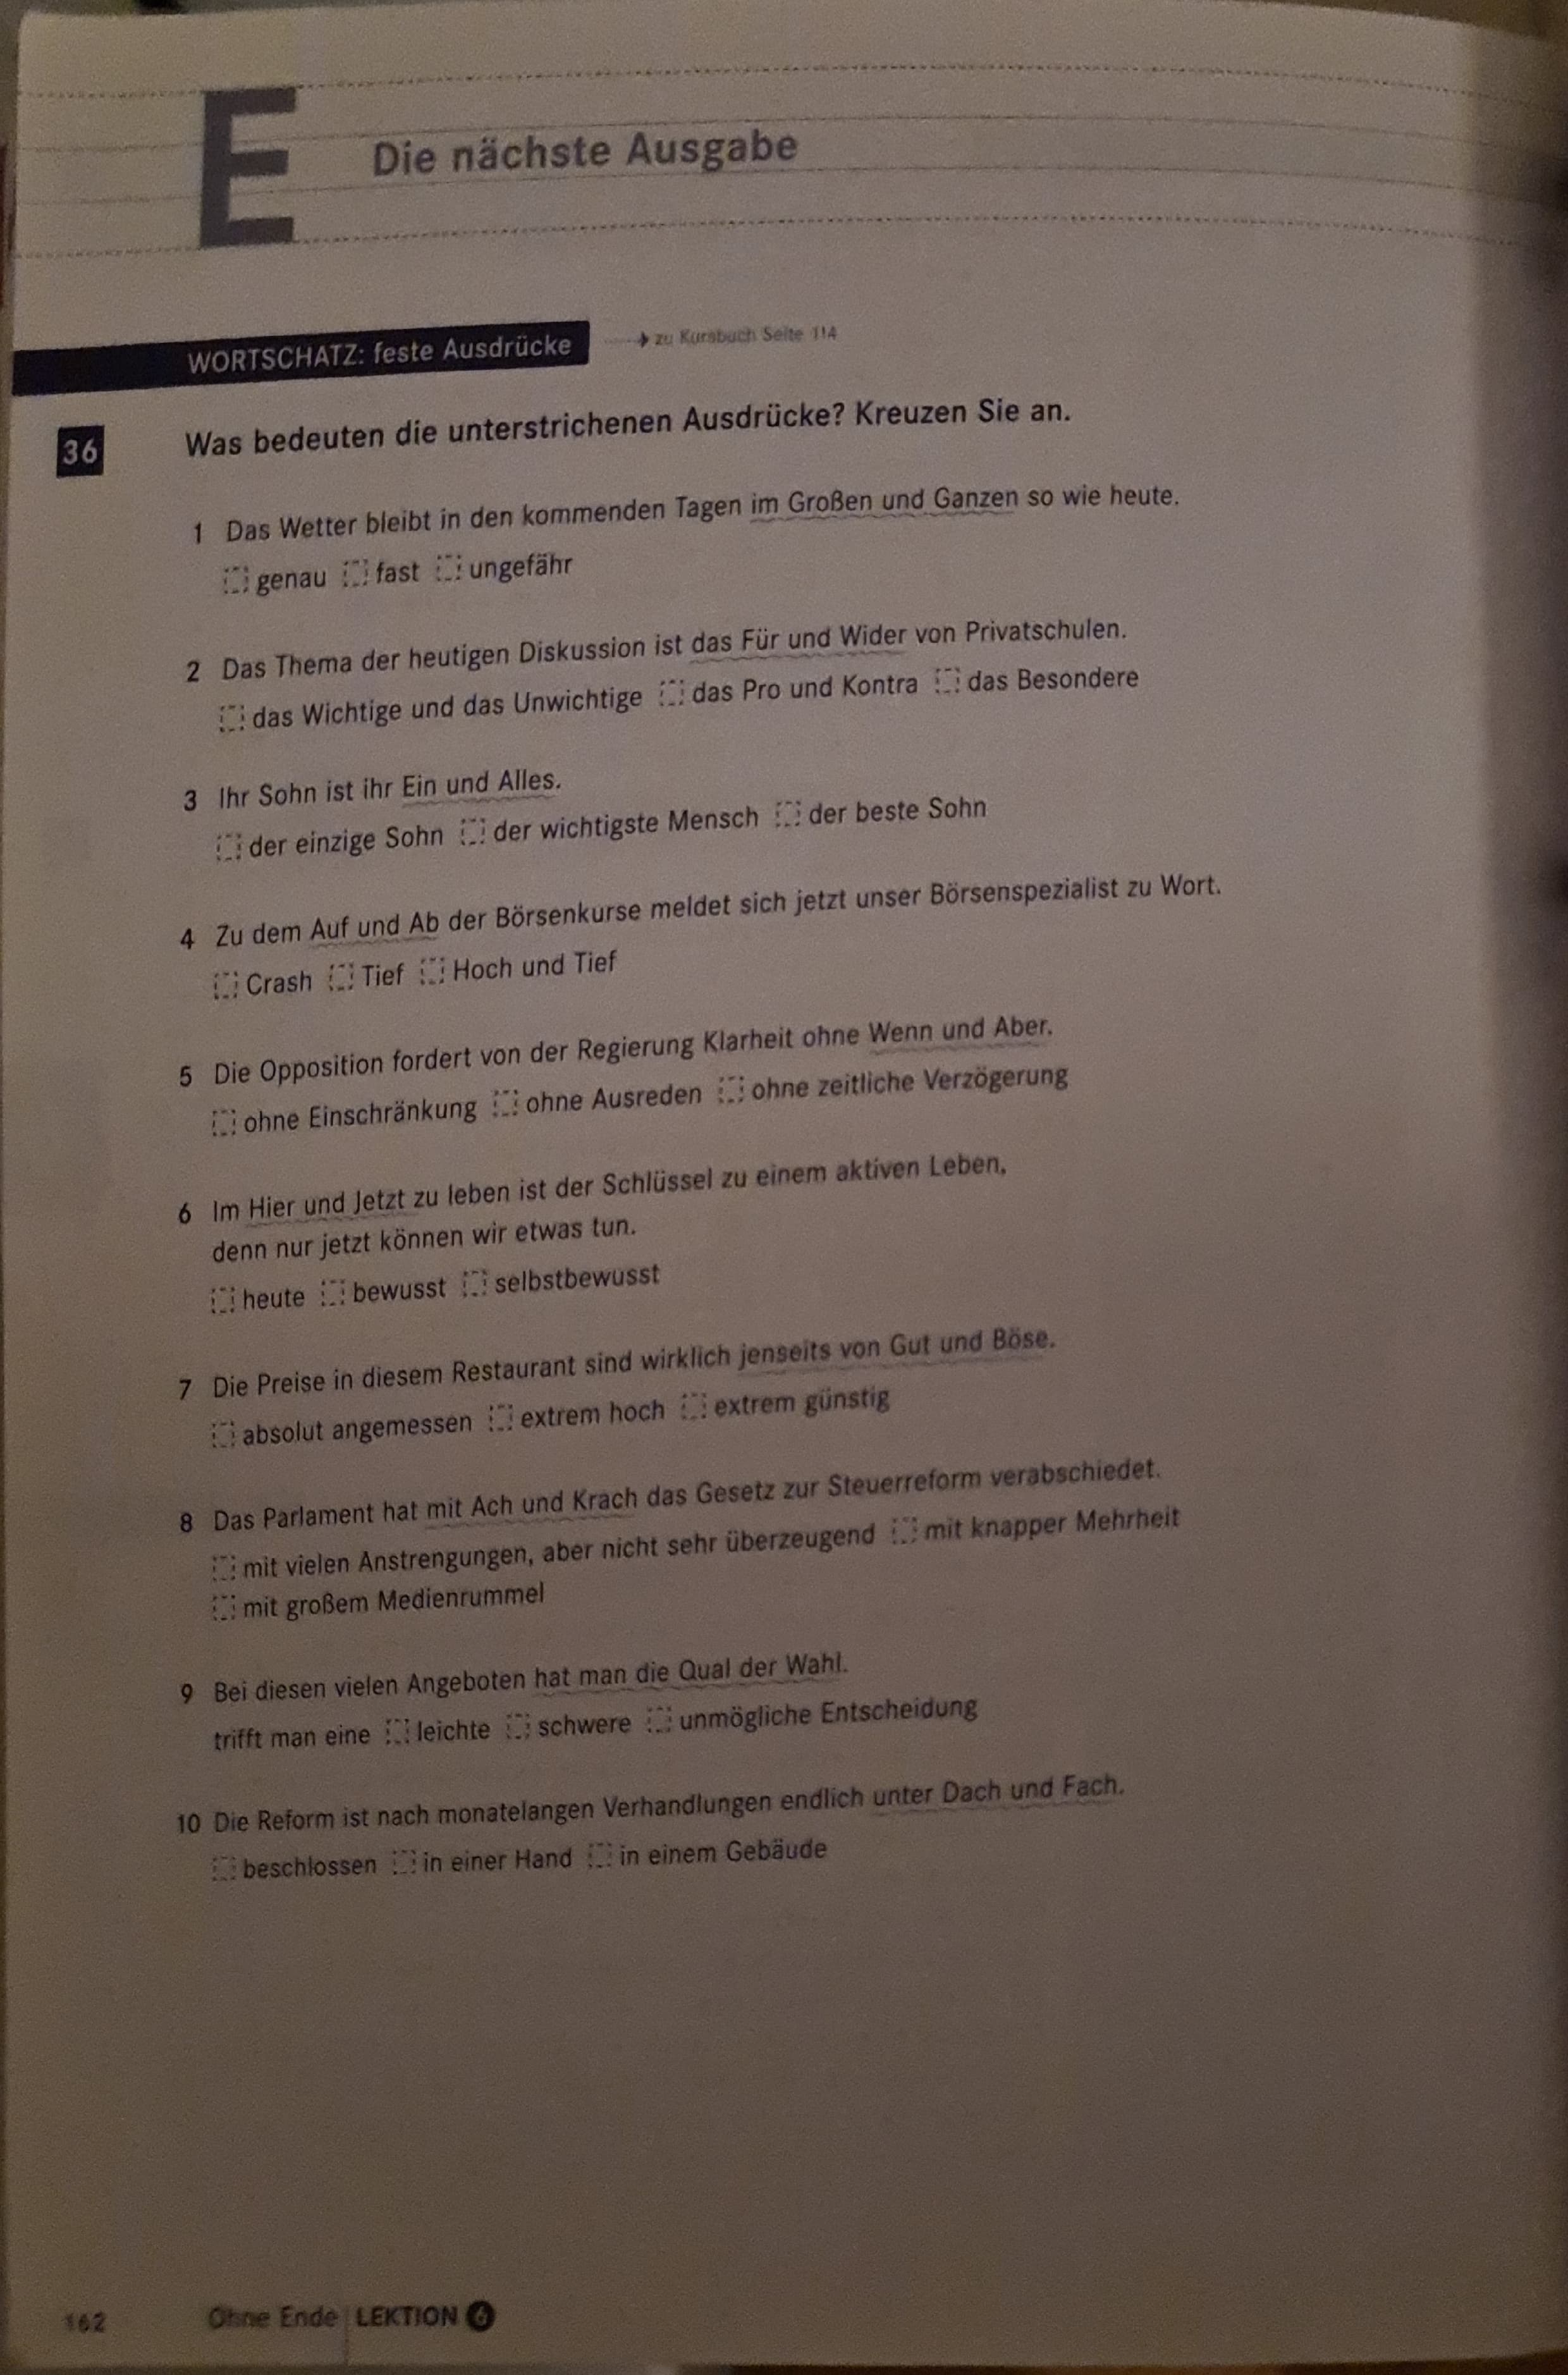 E Die nächste Ausgabe
WORTSCHATZ: feste Ausdrücke zu Kursbuch Seite 114
36 Was bedeuten die unterstrichenen Ausdrücke? Kreuzen Sie an.
1 Das Wetter bleibt in den kommenden Tagen im Großen und Ganzen so wie heute.
genau fast ungefähr
2 Das Thema der heutigen Diskussion ist das Für und Wider von Privatschulen.
das Wichtige und das Unwichtige das Pro und Kontra das Besondere
3 Ihr Sohn ist ihr Ein und Alles.
der einzige Sohn der wichtigste Mensch der beste Sohn
4 Zu dem Auf und Ab der Börsenkurse meldet sich jetzt unser Börsenspezialist zu Wort.
Crash Tief Hoch und Tief
5 Die Opposition fordert von der Regierung Klarheit ohne Wenn und Aber.
ohne Einschränkung ohne Ausreden ohne zeitliche Verzögerung
6 Im Hier und Jetzt zu leben ist der Schlüssel zu einem aktiven Leben,
denn nur jetzt können wir etwas tun.
heute bewusst selbstbewusst
7 Die Preise in diesem Restaurant sind wirklich jenseits von Gut und Böse.
absolut angemessen extrem hoch extrem günstig
8 Das Parlament hat mit Ach und Krach das Gesetz zur Steuerreform verabschiedet.
mit vielen Anstrengungen, aber nicht sehr überzeugend mit knapper Mehrheit
mit großem Medienrummel
9 Bei diesen vielen Angeboten hat man die Qual der Wahl.
trifft man eine leichte schwere unmögliche Entscheidung
10 Die Reform ist nach monatelangen Verhandlungen endlich unter Dach und Fach.
beschlossen in einer Hand in einem Gebäude
162 Ohne Ende LEKTION 6